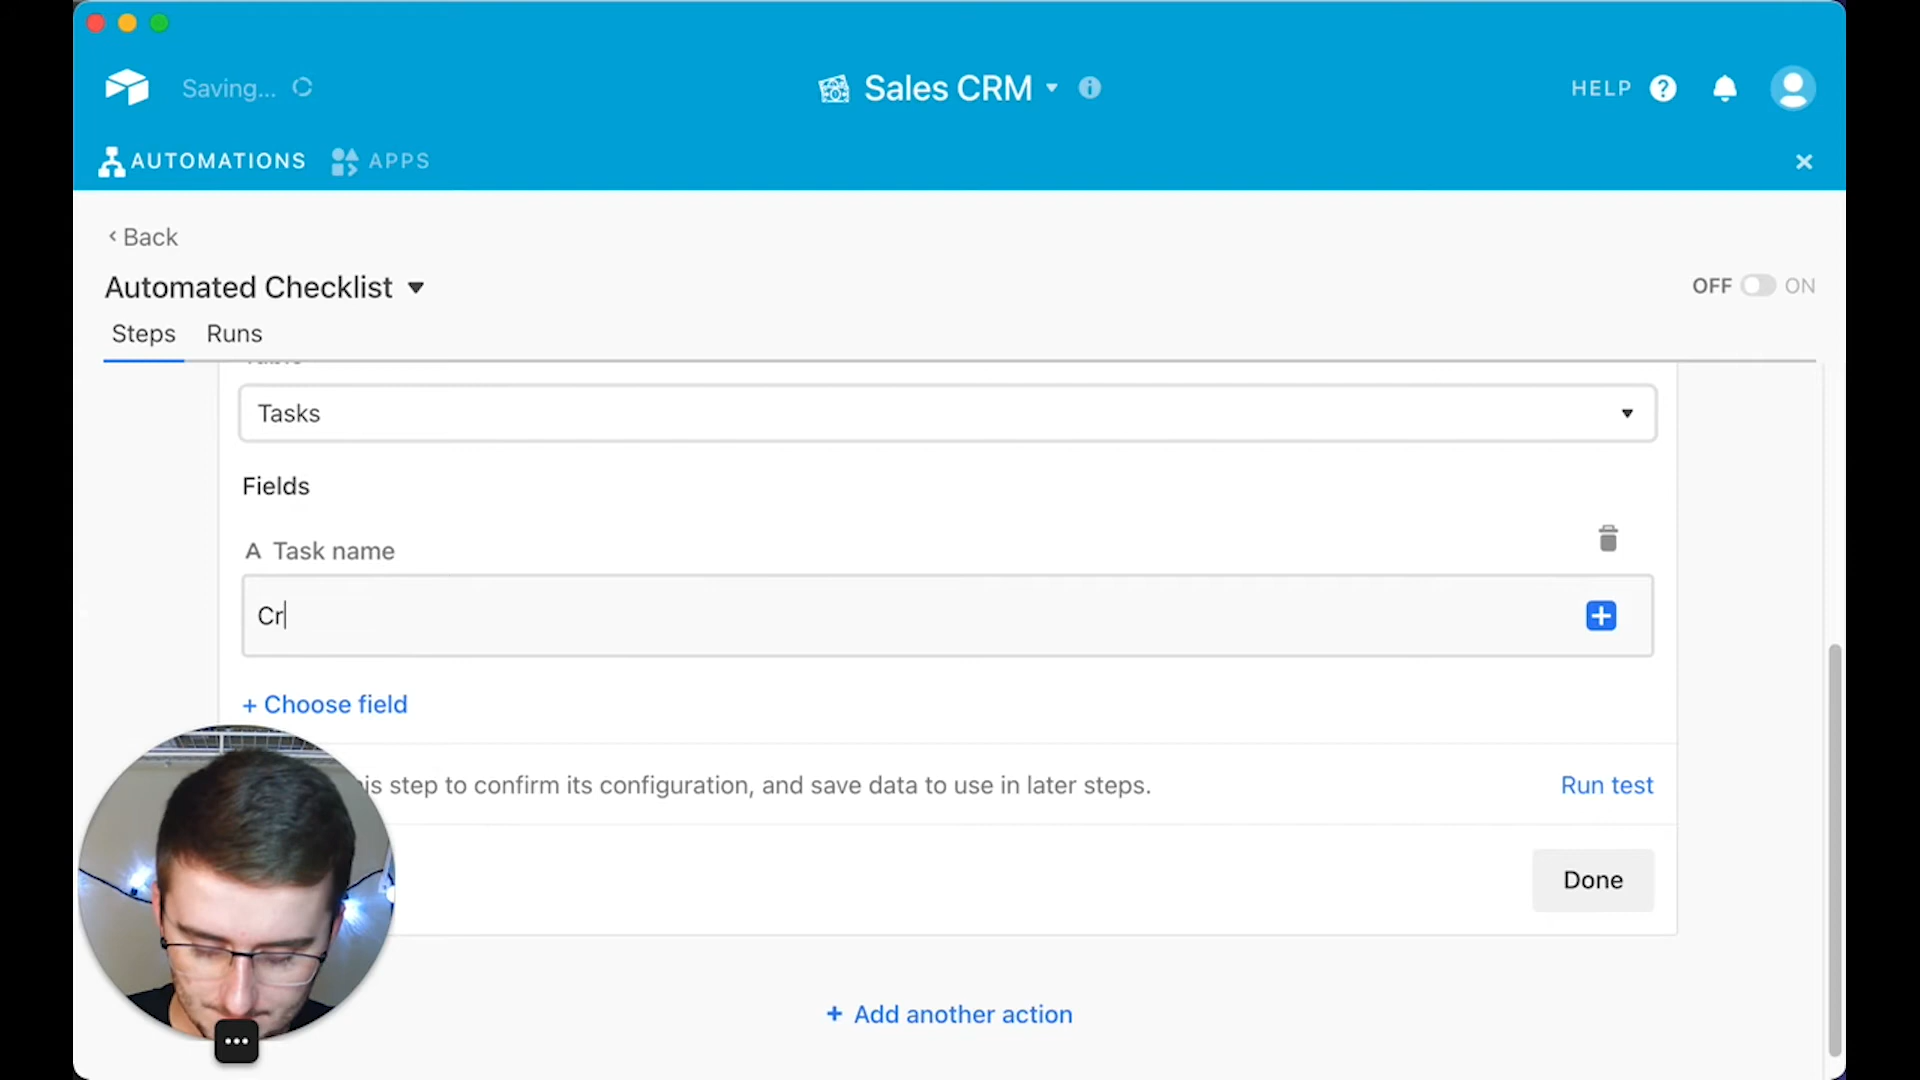 Saving...
Sales CRM
HELP
AUTOMATIONS
APPS
Back
Automated Checklist
OFF
ON
Steps
Runs
Tasks
Fields
A Task name
Cr
+ Choose field
step to confirm its configuration, and save data to use in later steps.
Run test
Done
+ Add another action